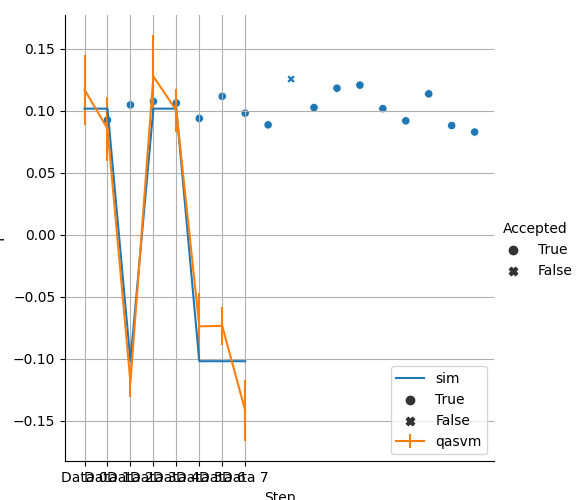 0.15
0.10
0.05
0.00
−0.05
−0.10
−0.15
Accepted
True
False
sim
True
False
qasvm
Data 7
Step